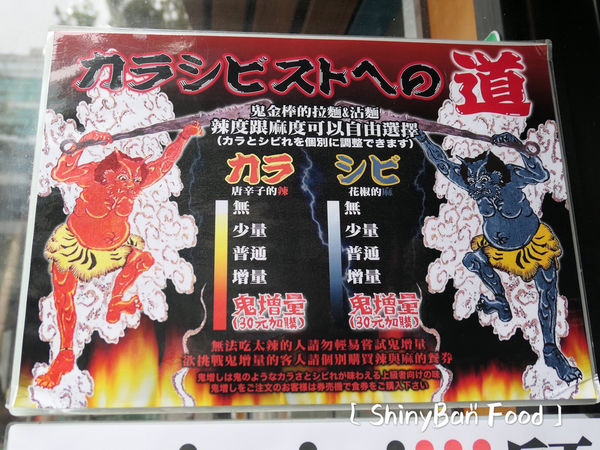 カラシビストへの道
鬼金棒的拉麵&沾麵
辣度跟麻度可以自由選擇
(カラとシビれを個別に調整できます)
カラ
唐辛子的辣
無
少量
普通
增量
鬼增量
(30元加購)
シビ
花椒的麻
無
少量
普通
增量
鬼增量
(30元加購)
無法吃太辣的人請勿輕易嘗試鬼增量
欲挑戰鬼增量的客人請個別購買辣與麻的餐券
鬼増しは鬼のようなカラさとシビれが味わえる上級者向けの味
鬼増しをご注文のお客様は券売機で食券をご購入下さい
[ ShinyBan Food ]